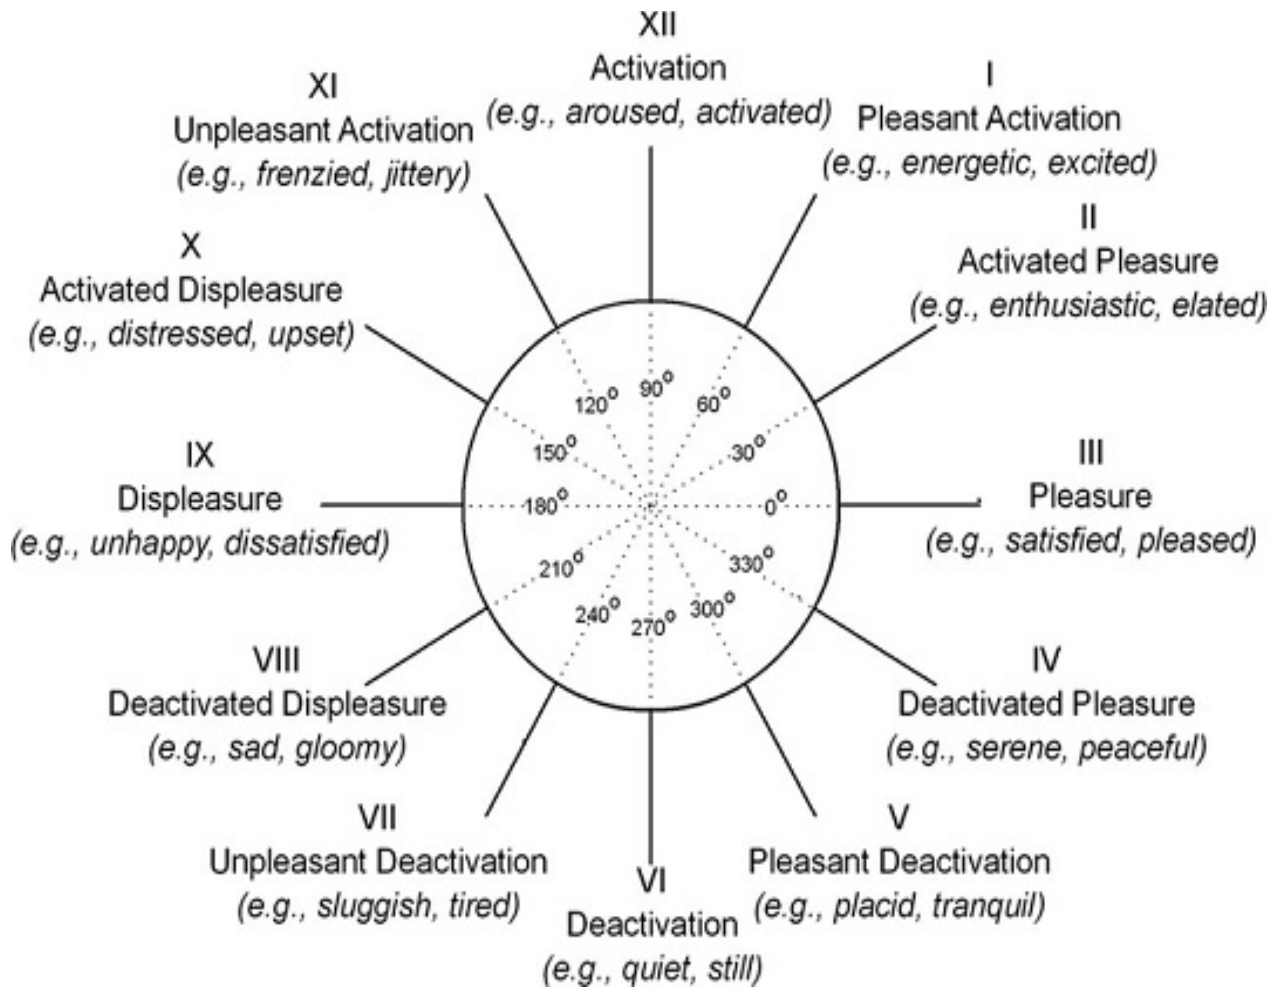 XII
Activation
(e.g., aroused, activated)
I
Pleasant Activation
(e.g., energetic, excited)
II
Activated Pleasure
(e.g., enthusiastic, elated)
III
Pleasure
(e.g., satisfied, pleased)
IV
Deactivated Pleasure
(e.g., serene, peaceful)
V
Pleasant Deactivation
(e.g., placid, tranquil)
VI
Deactivation
(e.g., quiet, still)
VII
Unpleasant Deactivation
(e.g., sluggish, tired)
VIII
Deactivated Displeasure
(e.g., sad, gloomy)
IX
Displeasure
(e.g., unhappy, dissatisfied)
X
Activated Displeasure
(e.g., distressed, upset)
XI
Unpleasant Activation
(e.g., frenzied, jittery)
90°
60°
30°
0°
330°
300°
270°
240°
210°
180°
150°
120°